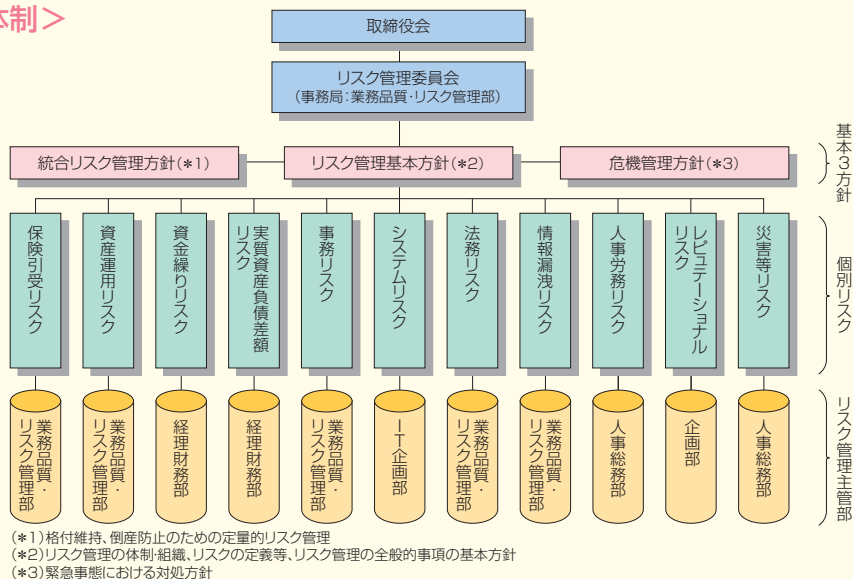 体制＞
取締役会
リスク管理委員会
（事務局：業務品質・リスク管理部）
統合リスク管理方針（＊1）
リスク管理基本方針（＊2）
危機管理方針（＊3）
基本3方針
保険引受リスク
資産運用リスク
資金繰りリスク
実質資産負債差額
リスク
事務リスク
システムリスク
法務リスク
情報漏洩リスク
人事労務リスク
レピュテーショナル
リスク
災害等リスク
個別リスク
業務品質・
リスク管理部
業務品質・
リスク管理部
経理財務部
経理財務部
業務品質・
リスク管理部
IT企画部
業務品質・
リスク管理部
業務品質・
リスク管理部
人事総務部
企画部
人事総務部
リスク管理主管部
（＊1）格付維持、倒産防止のための定量的リスク管理
（＊2）リスク管理の体制・組織、リスクの定義等、リスク管理の全般的事項の基本方針
（＊3）緊急事態における対処方針